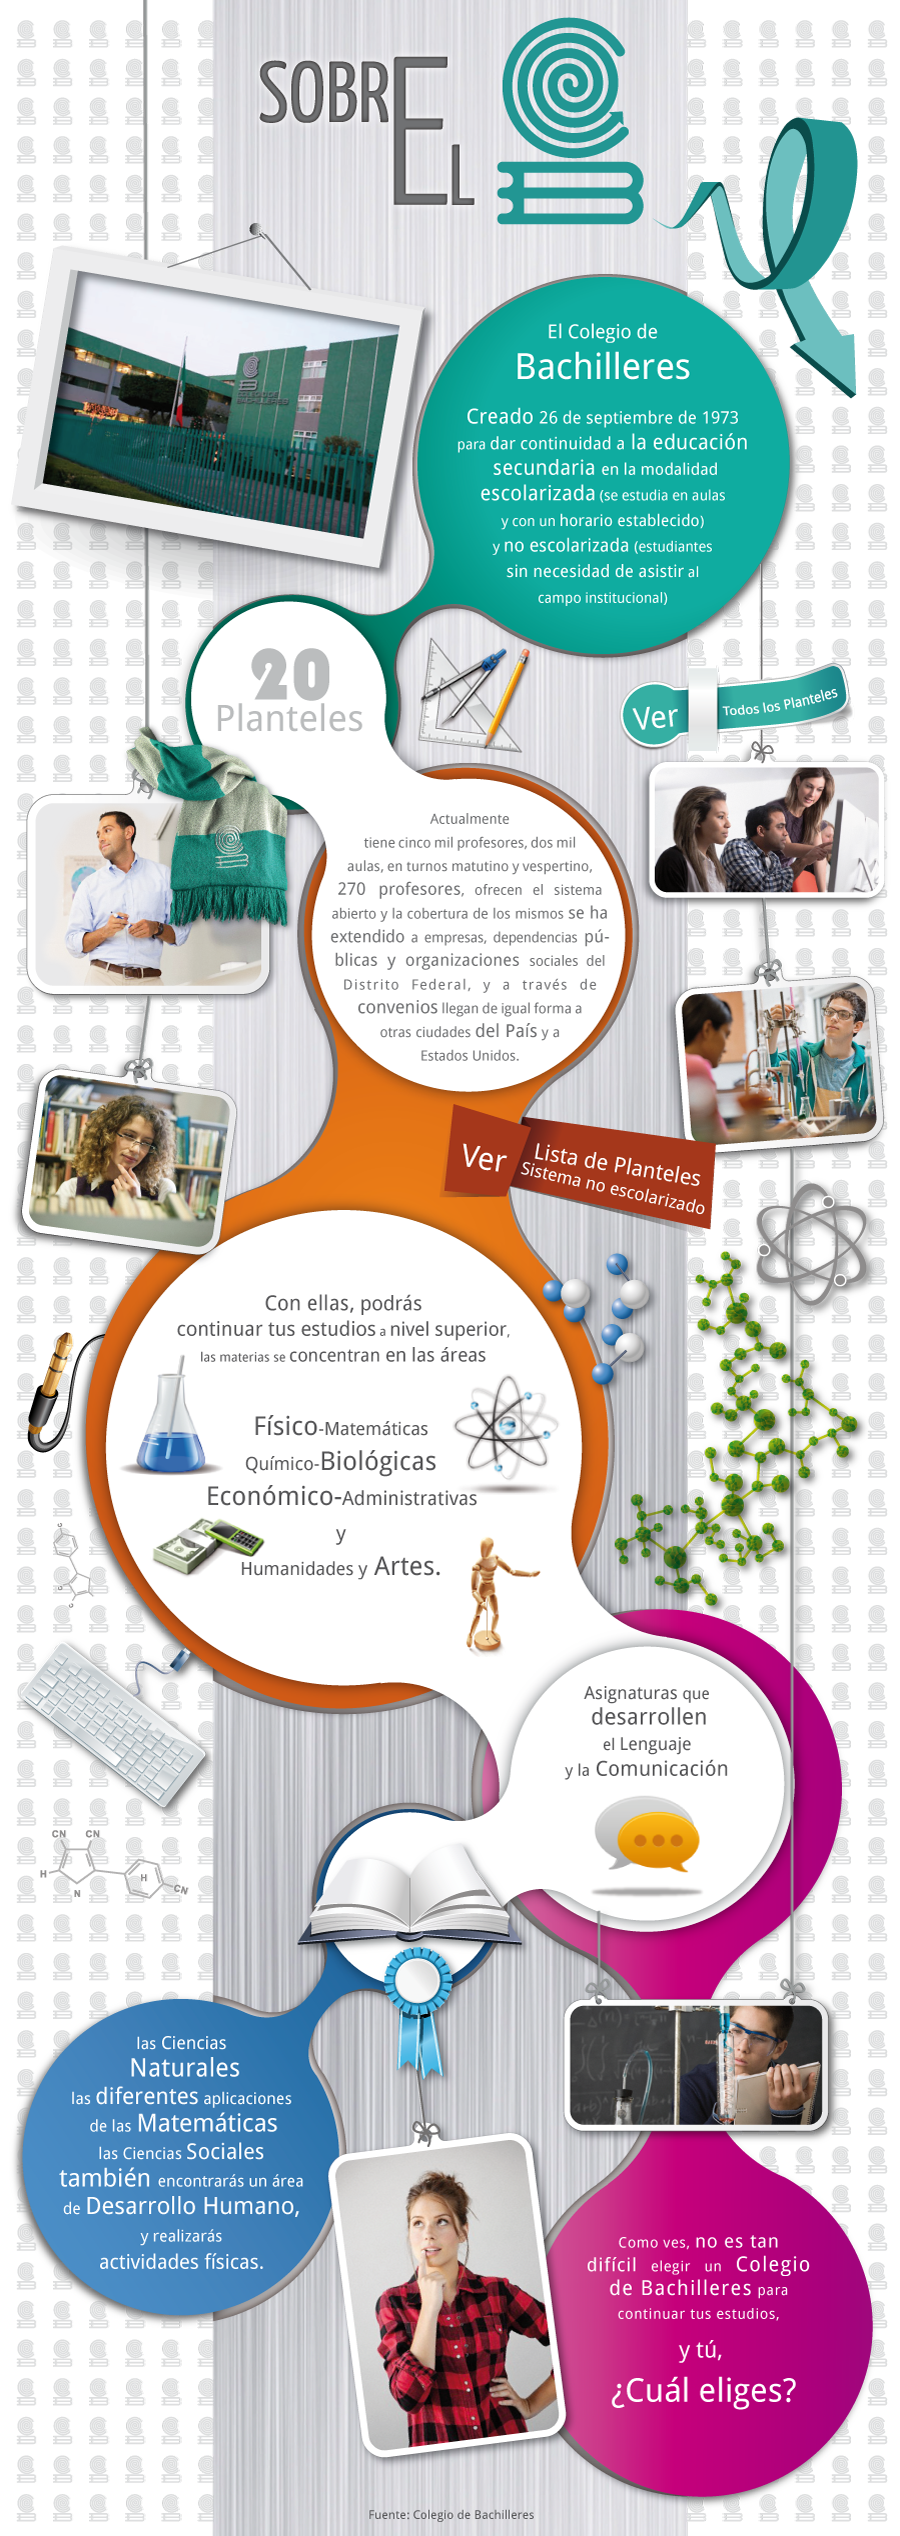 SOBRE
EL
COLEGIO DE
BACHILLERES
El Colegio de
Bachilleres
Creado 26 de septiembre de 1973
para dar continuidad a la educación
secundaria en la modalidad
escolarizada (se estudia en aulas
y con un horario establecido)
y no escolarizada (estudiantes
sin necesidad de asistir al
campo institucional)
20
Planteles
Ver Todos los Planteles
Actualmente
tiene cinco mil profesores, dos mil
aulas, en turnos matutino y vespertino,
270 profesores, ofrecen el sistema
abierto y la cobertura de los mismos se ha
extendido a empresas, dependencias pú-
blicas y organizaciones sociales del
Distrito Federal, y a través de
convenios llegan de igual forma a
otras ciudades del País y a
Estados Unidos.
Ver Lista de Planteles
Sistema no escolarizado
Con ellas, podrás
continuar tus estudios a nivel superior,
las materias se concentran en las áreas
Físico-Matemáticas
Químico-Biológicas
Económico-Administrativas
y
Humanidades y Artes.
Asignaturas que
desarrollen
el Lenguaje
y la Comunicación
CN CN
H H
N CN
las Ciencias
Naturales
las diferentes aplicaciones
de las Matemáticas
las Ciencias Sociales
también encontrarás un área
de Desarrollo Humano,
y realizarás
actividades físicas.
Como ves, no es tan
difícil elegir un Colegio
de Bachilleres para
continuar tus estudios,
y tú,
¿Cuál eliges?
Fuente: Colegio de Bachilleres